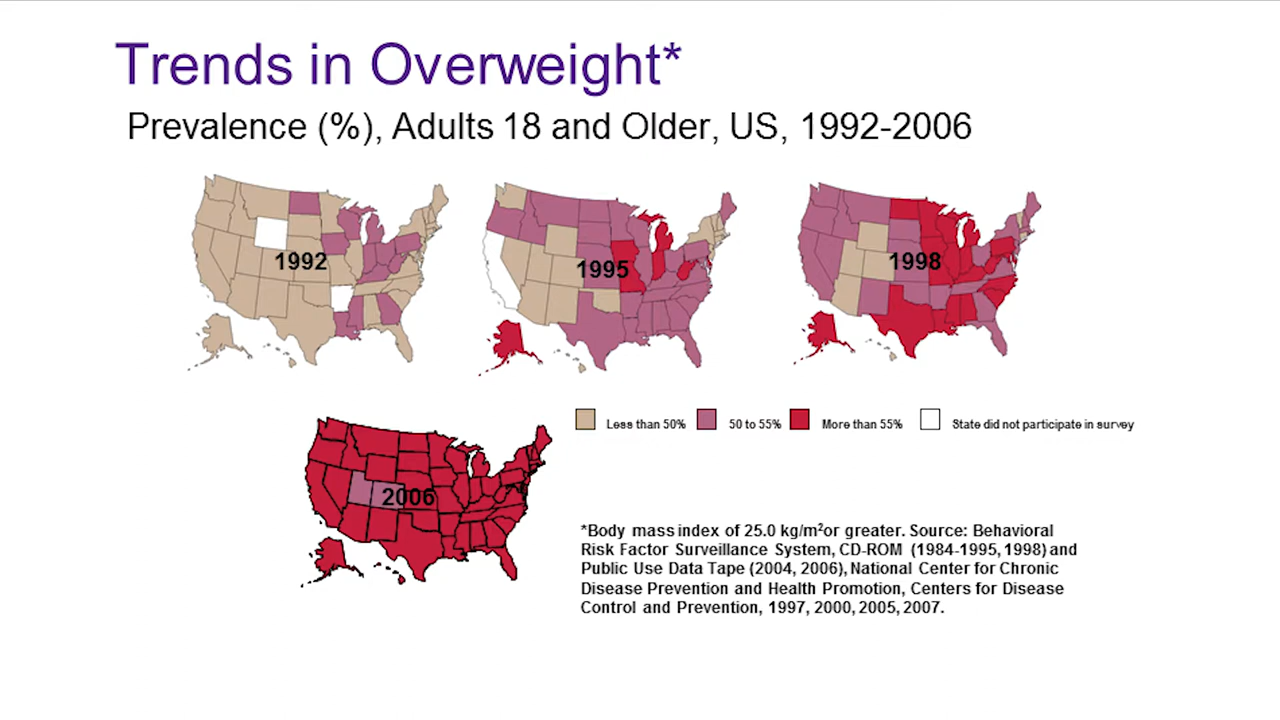 Trends in Overweight*
Prevalence (%), Adults 18 and Older, US, 1992-2006
1992
1995
1998
Less than 50%
50 to 55%
More than 55%
State did not participate in survey
2006
*Body mass index of 25.0 kg/m²or greater. Source: Behavioral
Risk Factor Surveillance System, CD-ROM (1984-1995, 1998) and
Public Use Data Tape (2004, 2006), National Center for Chronic
Disease Prevention and Health Promotion, Centers for Disease
Control and Prevention, 1997, 2000, 2005, 2007.